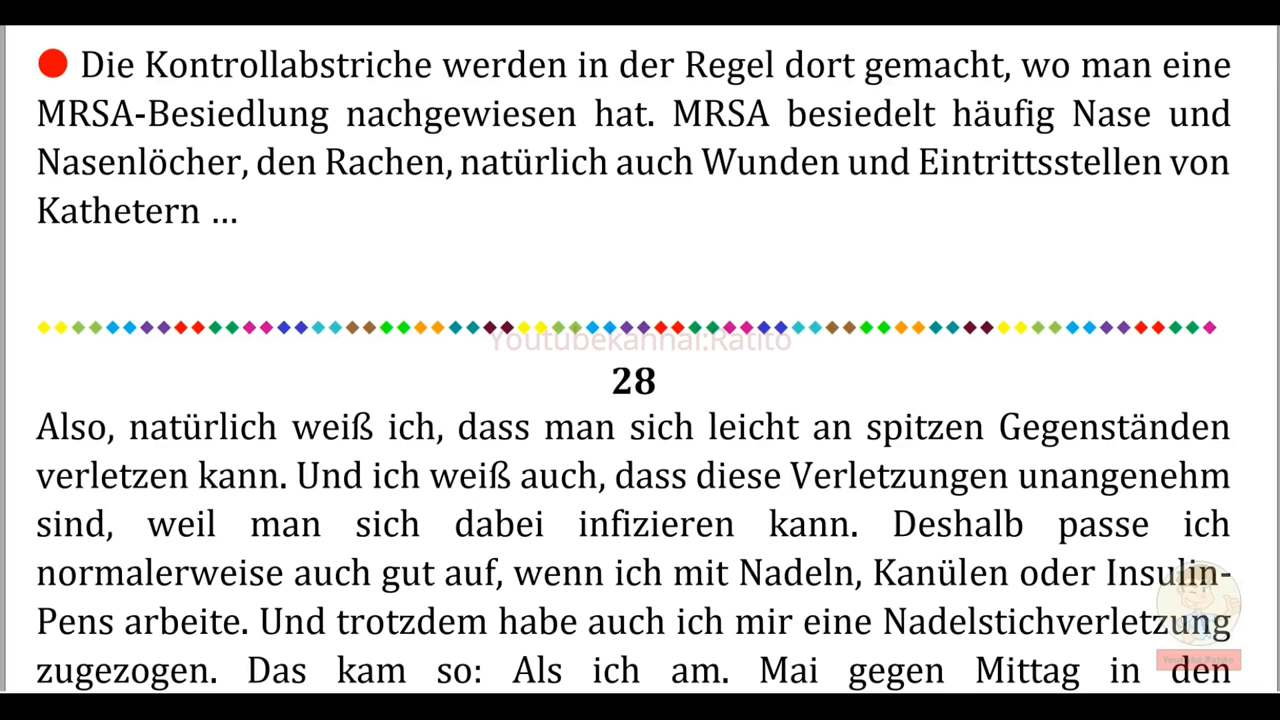 Die Kontrollabstriche werden in der Regel dort gemacht, wo man eine
MRSA-Besiedlung nachgewiesen hat. MRSA besiedelt häufig Nase und
Nasenlöcher, den Rachen, natürlich auch Wunden und Eintrittsstellen von
Kathetern ...
Youtubekannal:Ratito
28
Also, natürlich weiß ich, dass man sich leicht an spitzen Gegenständen
verletzen kann. Und ich weiß auch, dass diese Verletzungen unangenehm
sind, weil man sich dabei infizieren kann. Deshalb passe ich
normalerweise auch gut auf, wenn ich mit Nadeln, Kanülen oder Insulin-
Pens arbeite. Und trotzdem habe auch ich mir eine Nadelstichverletzung
zugezogen. Das kam so: Als ich am. Mai gegen Mittag in den
YouTube Ratito